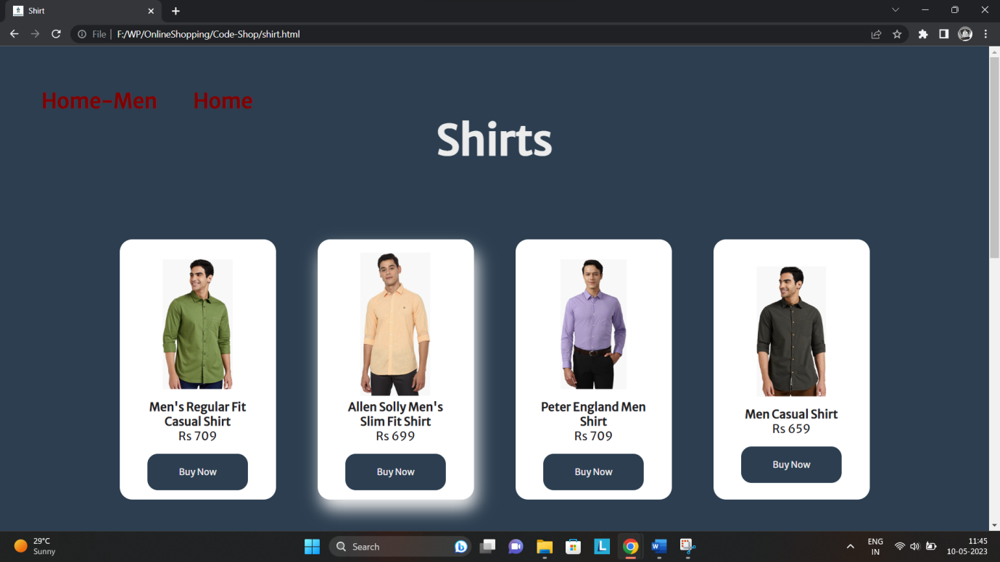 Shirt
File
F:/WP/OnlineShopping/Code-Shop/shirt.html
Home-Men Home
Shirts
Men's Regular Fit
Casual Shirt
Rs 709
Buy Now
Allen Solly Men's
Slim Fit Shirt
Rs 699
Buy Now
Peter England Men
Shirt
Rs 709
Buy Now
Men Casual Shirt
Rs 659
Buy Now
29°C
Sunny
Search
ENG
IN
11:45
10-05-2023